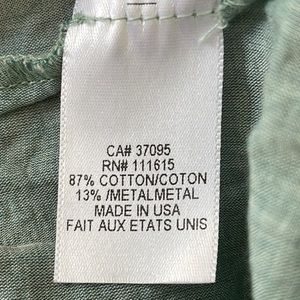 CA# 37095
RN# 111615
87% COTTON/COTON
13% /METALMETAL
MADE IN USA
FAIT AUX ETATS UNIS